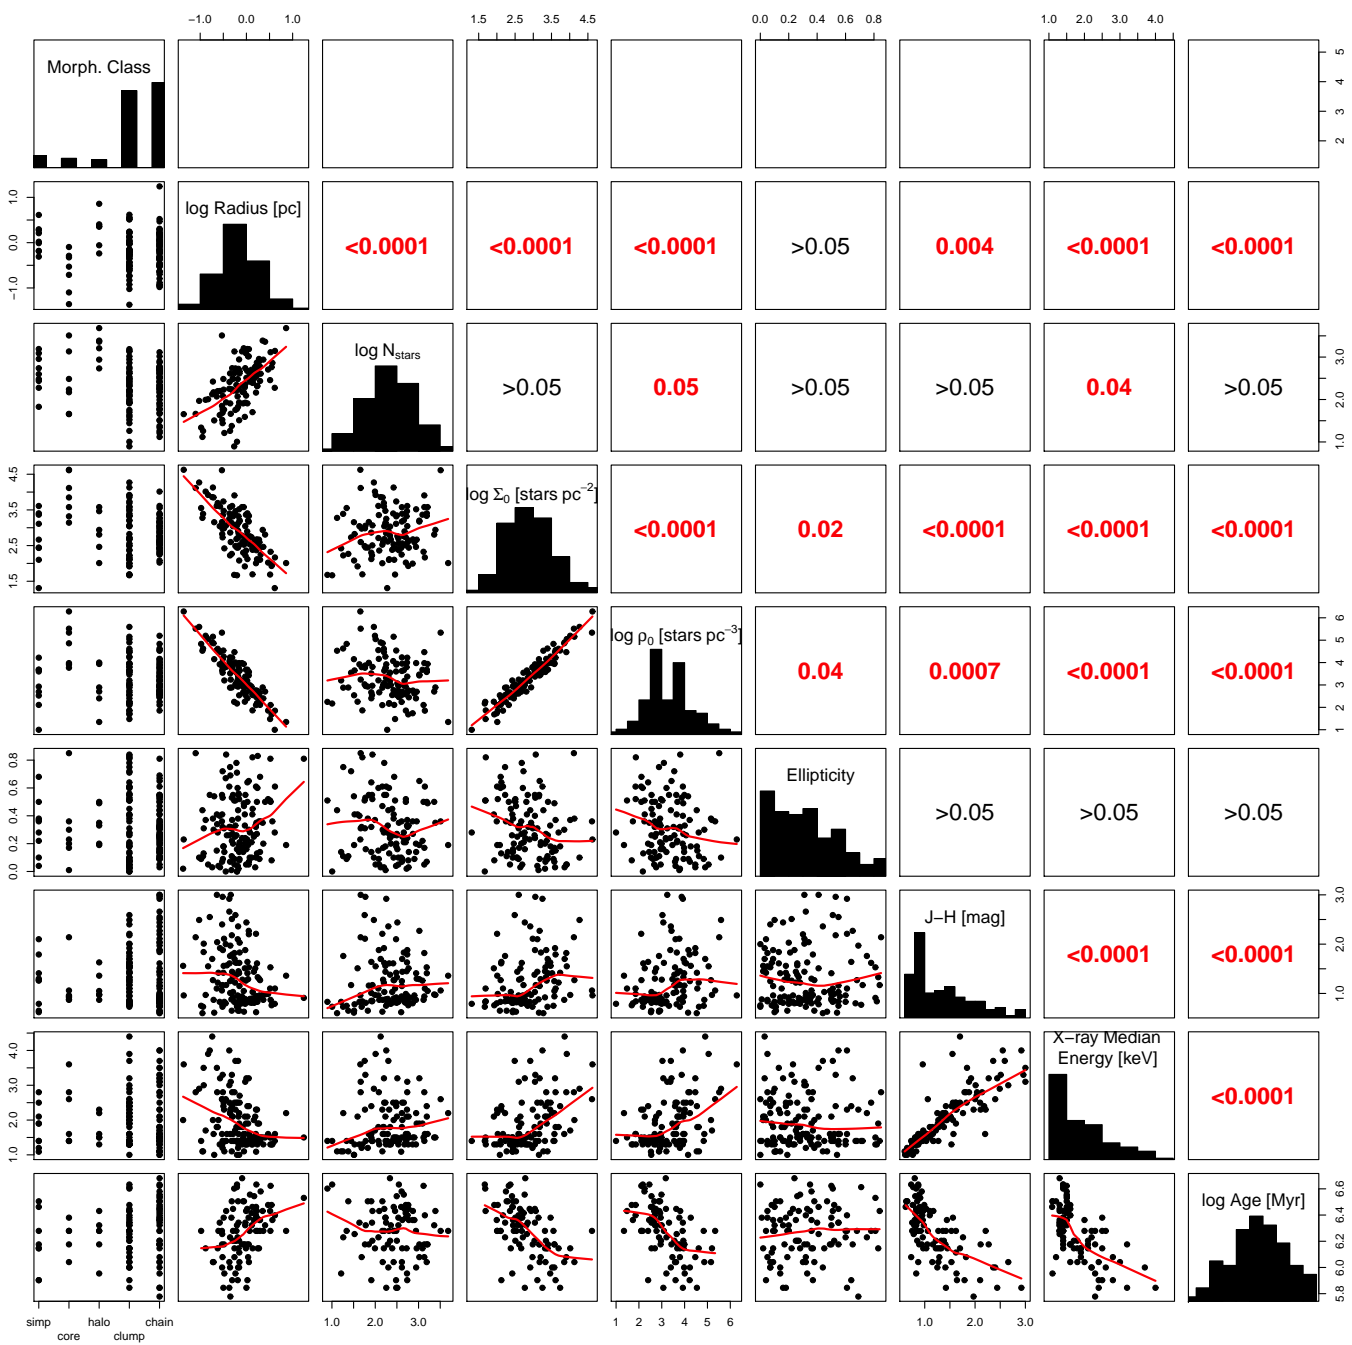 −1.0 0.0 1.0 1.5 2.5 3.5 4.5 0.0 0.2 0.4 0.6 0.8 1.0 2.0 3.0 4.0
Morph. Class
2 3 4 5
−1.0 0.0 1.0
log Radius [pc]
<0.0001 <0.0001 <0.0001 >0.05 0.004 <0.0001 <0.0001
log Nstars
>0.05 0.05 >0.05 >0.05 0.04 >0.05
1.0 2.0 3.0
1.5 2.5 3.5 4.5
log Σ0 [stars pc−2]
<0.0001 0.02 <0.0001 <0.0001 <0.0001
log ρ0 [stars pc−3]
0.04 0.0007 <0.0001 <0.0001
1 2 3 4 5 6
0.0 0.2 0.4 0.6 0.8
Ellipticity
>0.05 >0.05 >0.05
J−H [mag]
<0.0001 <0.0001
1.0 2.0 3.0
1.0 2.0 3.0 4.0
X−ray Median
Energy [keV]
<0.0001
log Age [Myr]
5.8 6.0 6.2 6.4 6.6
simp halo chain 1.0 2.0 3.0 1 2 3 4 5 6 1.0 2.0 3.0
core clump